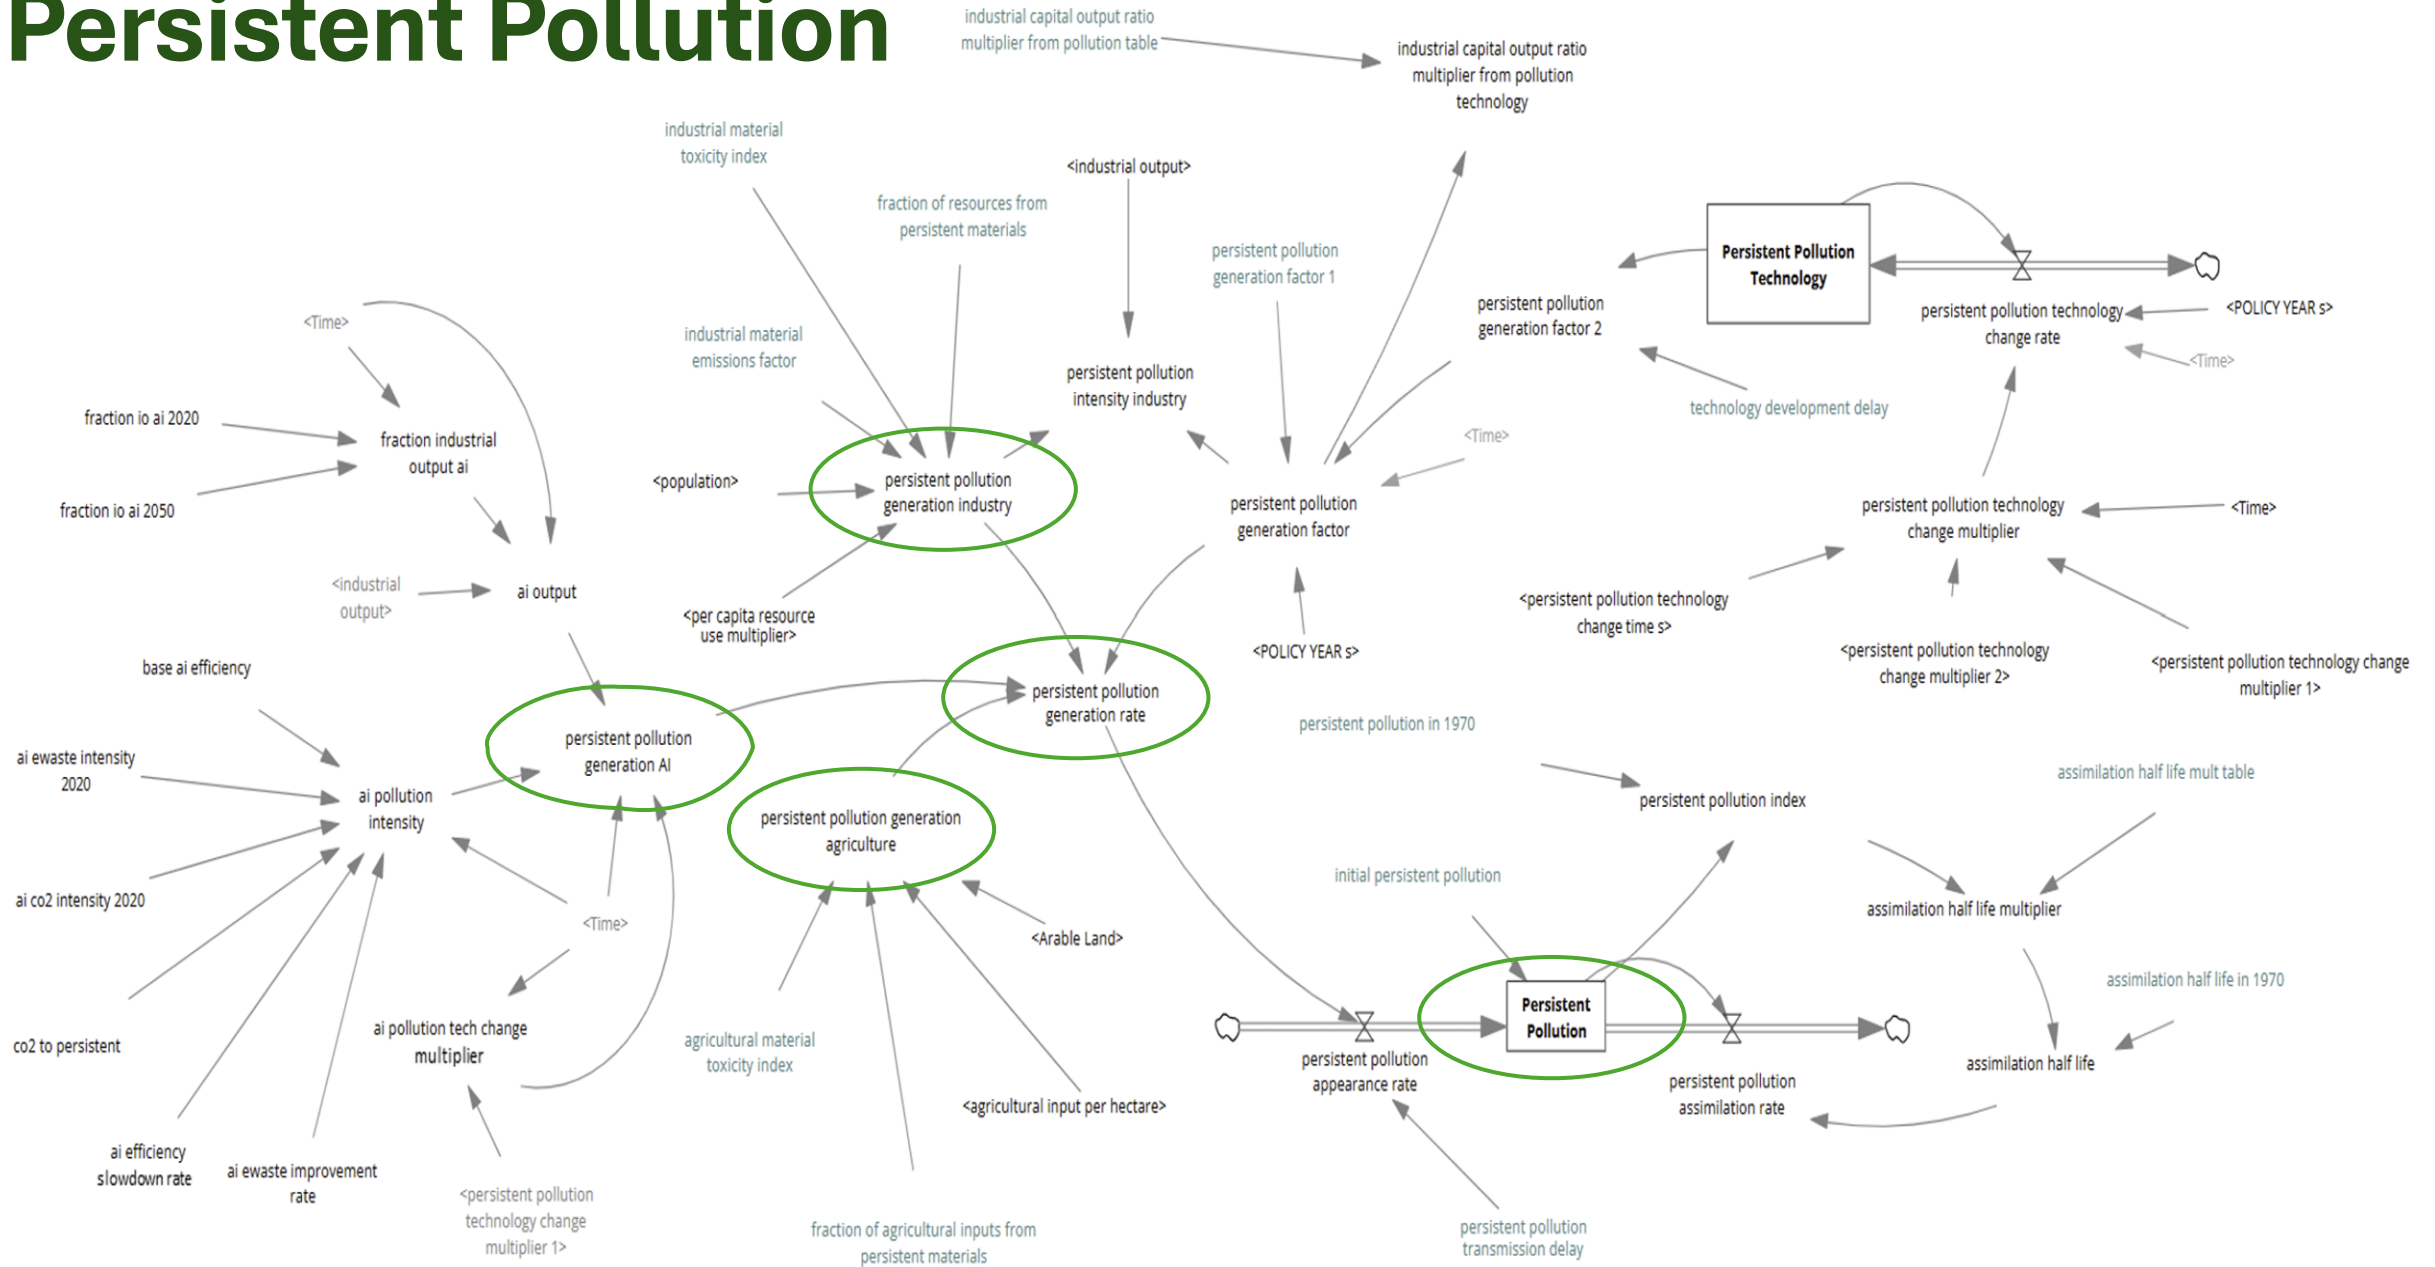 Persistent Pollution
industrial capital output ratio
multiplier from pollution table
industrial capital output ratio
multiplier from pollution
technology
industrial material
toxicity index
<industrial output>
fraction of resources from
persistent materials
persistent pollution
generation factor 1
Persistent Pollution
Technology
persistent pollution
generation factor 2
persistent pollution technology
change rate
<POLICY YEAR s>
<Time>
<Time>
industrial material
emissions factor
persistent pollution
intensity industry
technology development delay
fraction io ai 2020
fraction industrial
output ai
<Time>
fraction io ai 2050
<population>
persistent pollution
generation industry
persistent pollution
generation factor
persistent pollution technology
change multiplier
<Time>
<industrial
output>
ai output
<per capita resource
use multiplier>
<persistent pollution technology
change time s>
<POLICY YEAR s>
<persistent pollution technology
change multiplier 2>
<persistent pollution technology change
multiplier 1>
base ai efficiency
persistent pollution
generation rate
persistent pollution in 1970
persistent pollution
generation AI
ai ewaste intensity
2020
ai pollution
intensity
persistent pollution index
assimilation half life mult table
persistent pollution generation
agriculture
ai co2 intensity 2020
<Time>
initial persistent pollution
assimilation half life multiplier
<Arable Land>
assimilation half life in 1970
co2 to persistent
ai pollution tech change
multiplier
agricultural material
toxicity index
Persistent
Pollution
persistent pollution
appearance rate
persistent pollution
assimilation rate
assimilation half life
<agricultural input per hectare>
ai efficiency
slowdown rate
ai ewaste improvement
rate
<persistent pollution
technology change
multiplier 1>
fraction of agricultural inputs from
persistent materials
persistent pollution
transmission delay